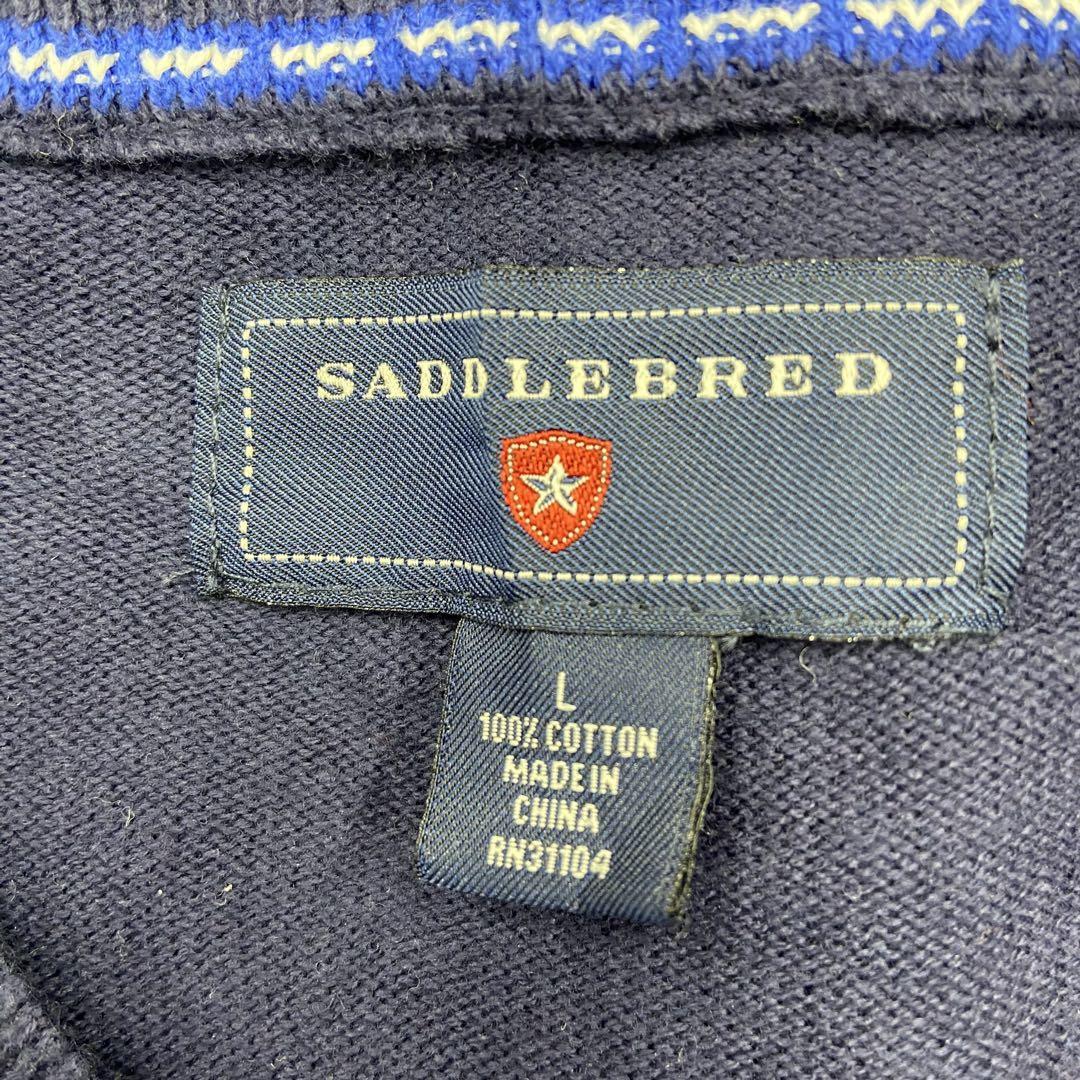 SADDLEBRED
L
100% COTTON
MADE IN
CHINA
RN31104